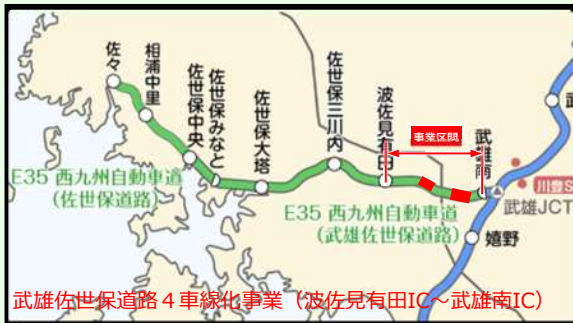 佐々
相浦中里
佐世保中央
佐世保みなと
佐世保大塔
佐世保三川内
波佐見有田
事業区間
武雄南
武
E35 西九州自動車道
(佐世保道路)
E35 西九州自動車道
(武雄佐世保道路)
川登S
武雄JCT
嬉野
武雄佐世保道路4車線化事業(波佐見有田IC~武雄南IC)